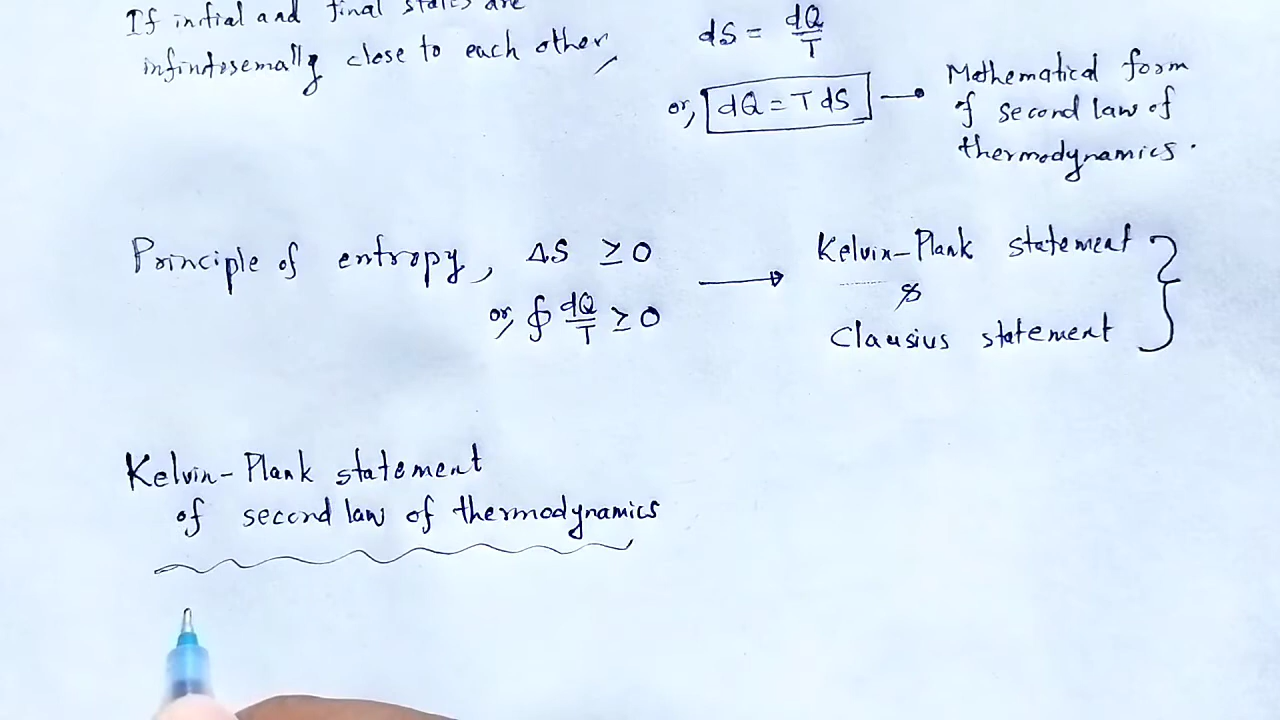 If initial and final states are
infinitosemally close to each other,
dS = dQ/T
or, dQ = T dS
Mathematical form
of second law of
thermodynamics.
Principle of entropy, ΔS ≥ 0
or, ∮ dQ/T ≥ 0
Kelvin-Plank statement
&
Clausius statement
Kelvin-Plank statement
of second law of thermodynamics